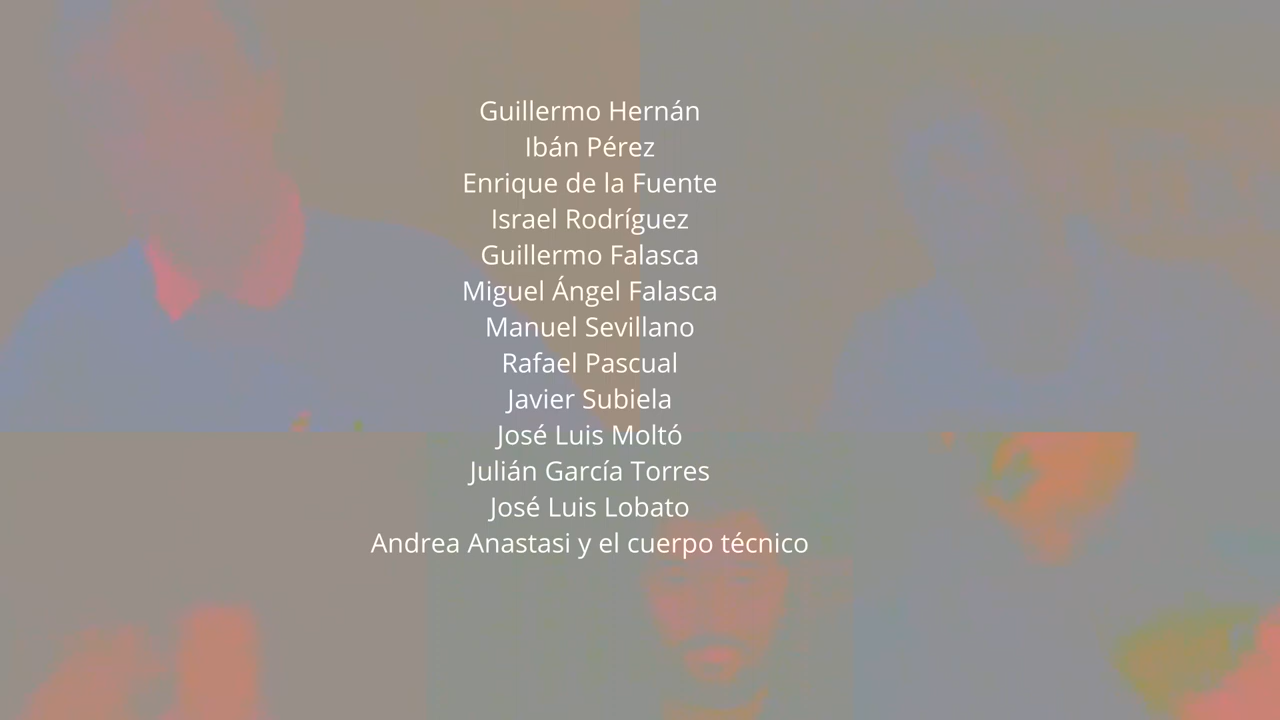 Guillermo Hernán
Ibán Pérez
Enrique de la Fuente
Israel Rodríguez
Guillermo Falasca
Miguel Ángel Falasca
Manuel Sevillano
Rafael Pascual
Javier Subiela
José Luis Moltó
Julián García Torres
José Luis Lobato
Andrea Anastasi y el cuerpo técnico